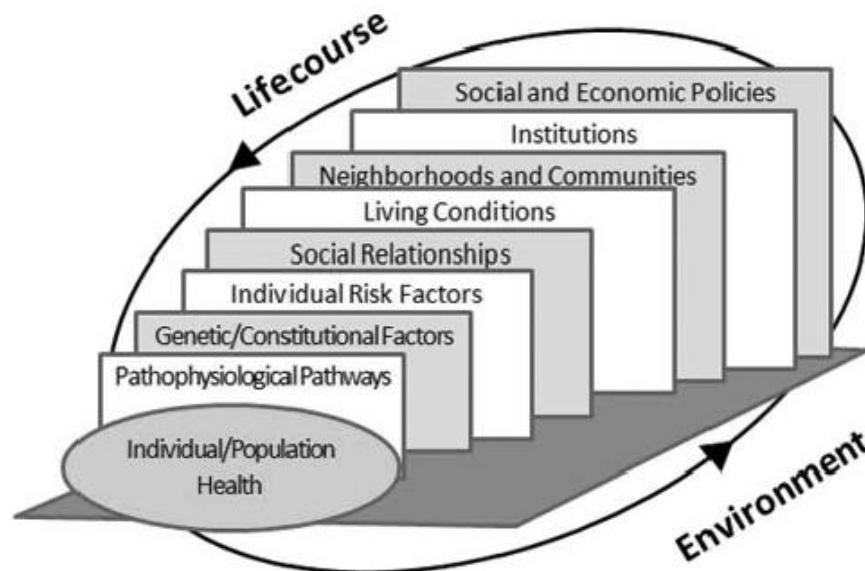 Lifecourse
Social and Economic Policies
Institutions
Neighborhoods and Communities
Living Conditions
Social Relationships
Individual Risk Factors
Genetic/Constitutional Factors
Pathophysiological Pathways
Individual/Population
Health
Environment